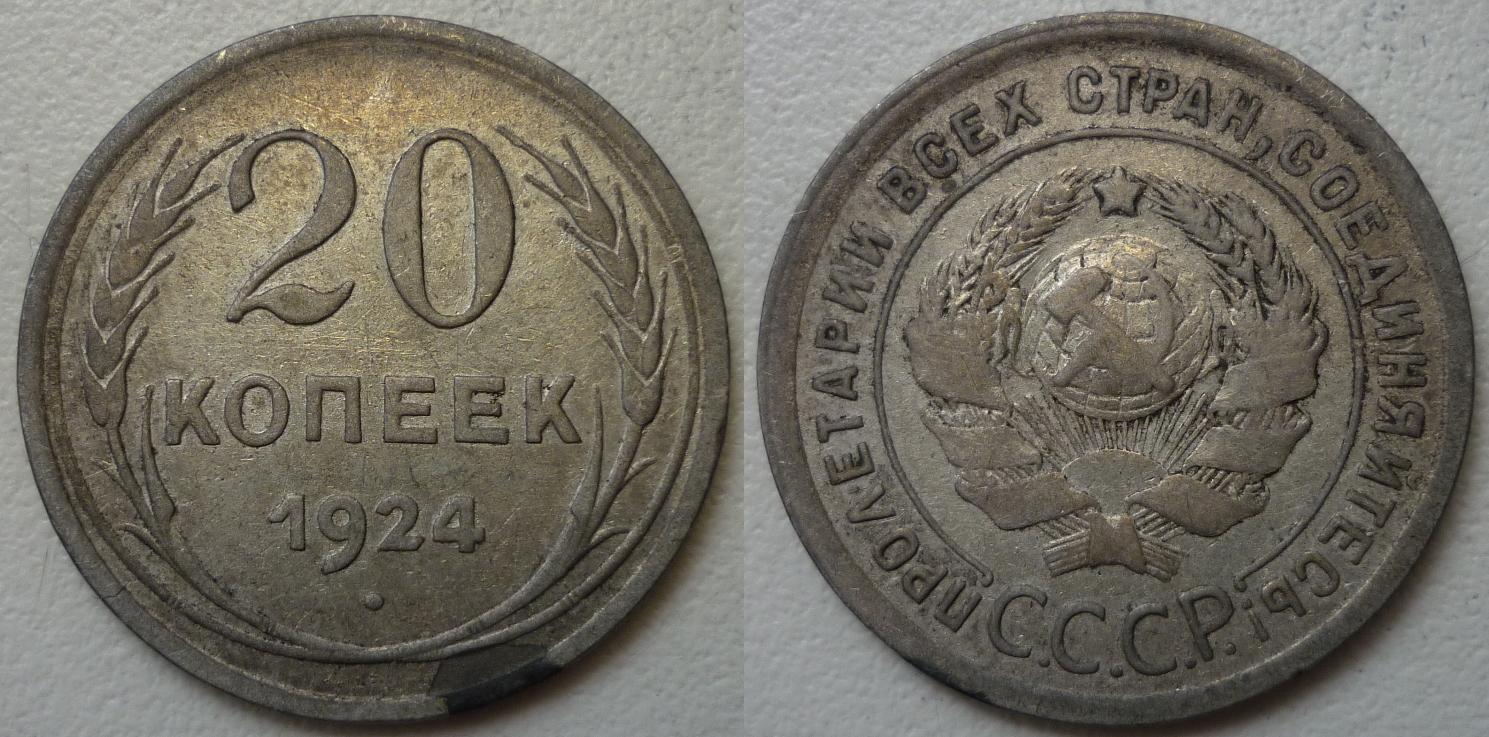 20
КОПЕЕК
1924
ПРОЛЕТАРИИ ВСЕХ СТРАН, СОЕДИНЯЙТЕСЬ!
С.С.С.Р.